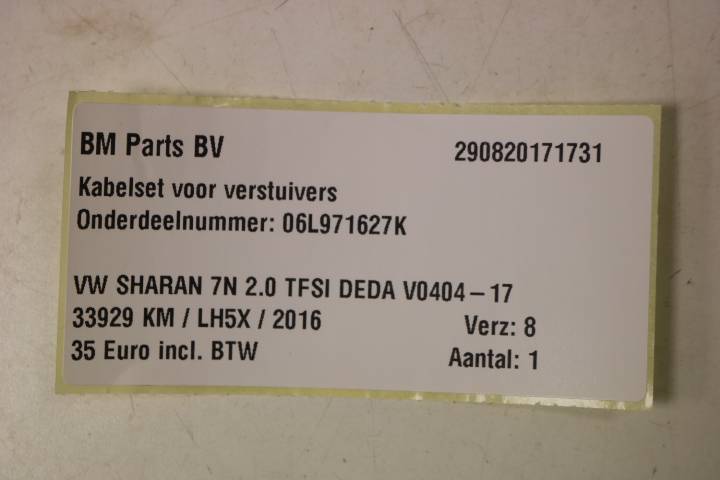 BM Parts BV 290820171731
Kabelset voor verstuivers
Onderdeelnummer: 06L971627K
VW SHARAN 7N 2.0 TFSI DEDA V0404-17
33929 KM / LH5X / 2016 Verz: 8
35 Euro incl. BTW Aantal: 1